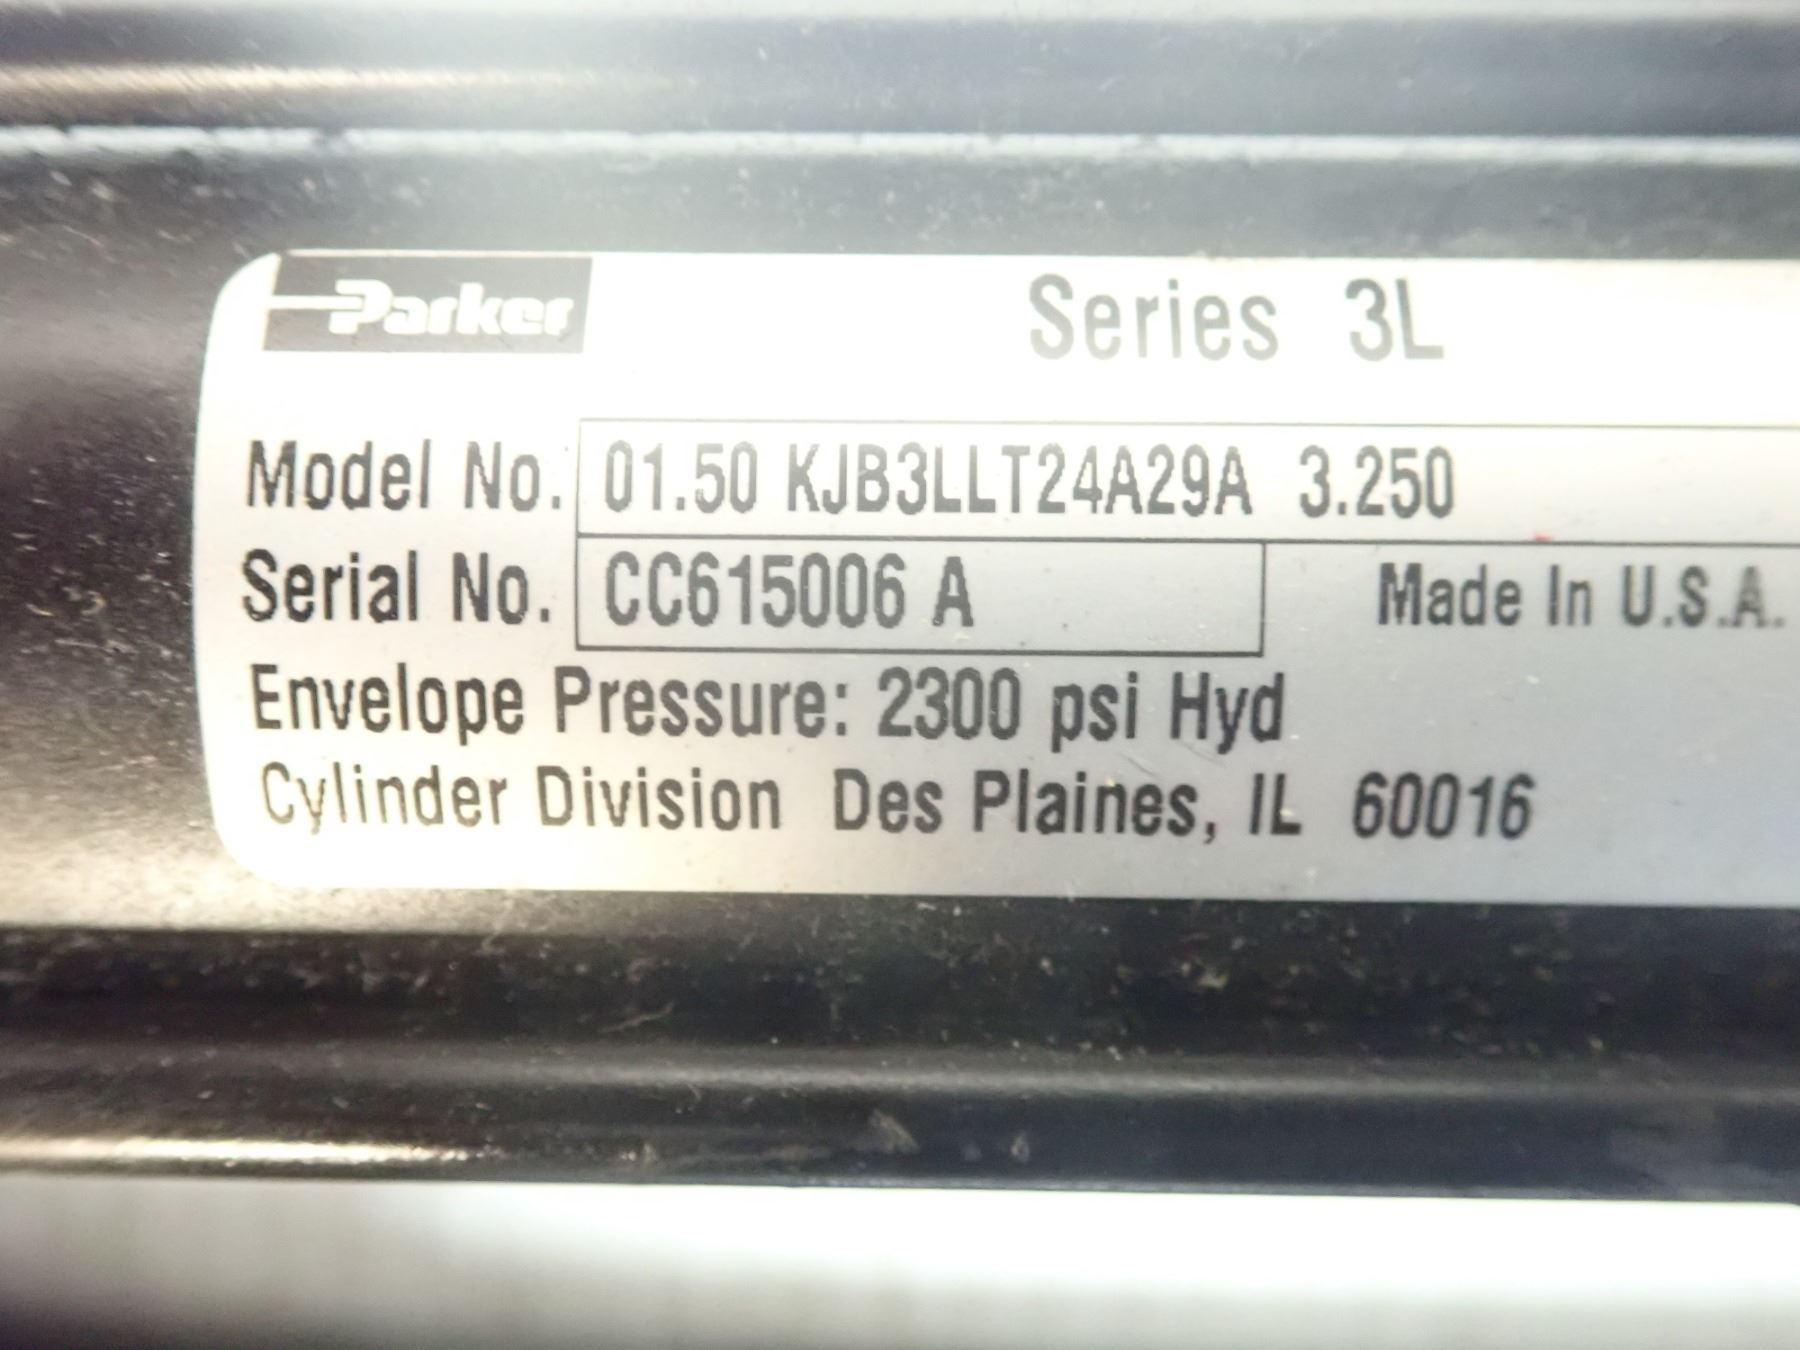 Parker
Series 3L
Model No. 01.50 KJB3LLT24A29A 3.250
Serial No. CC615006 A Made In U.S.A.
Envelope Pressure: 2300 psi Hyd
Cylinder Division Des Plaines, IL 60016